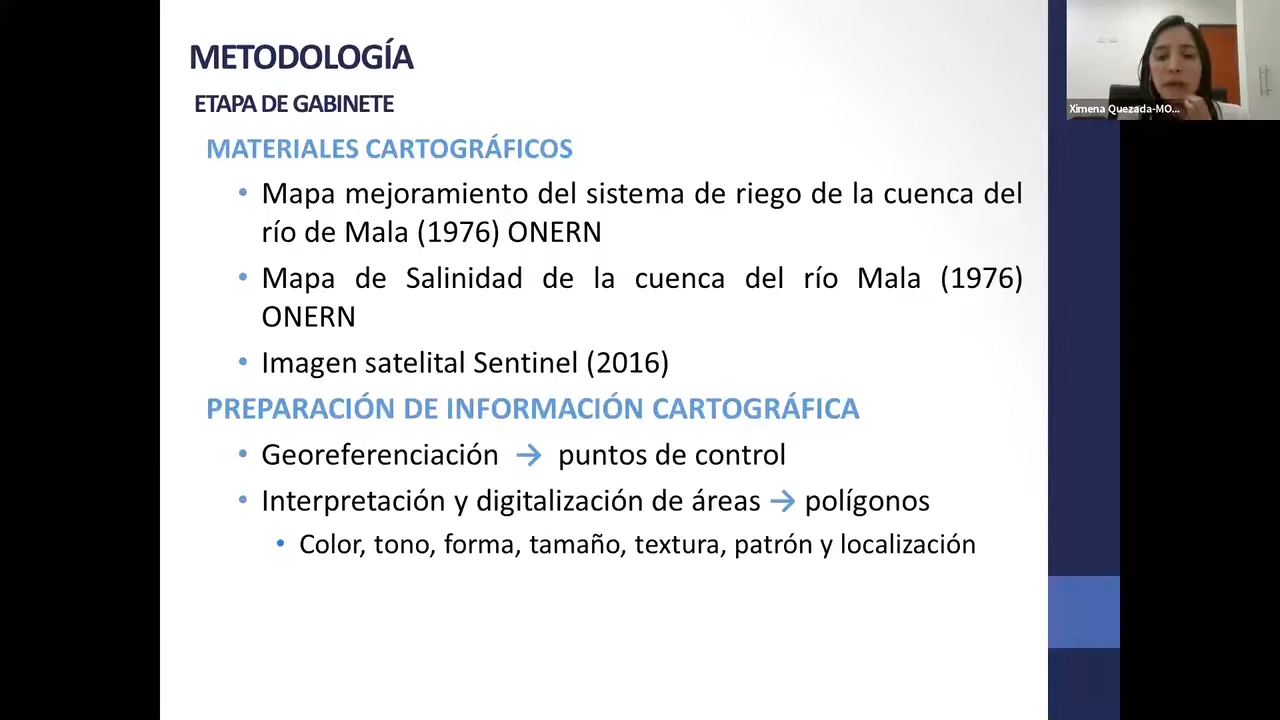 METODOLOGÍA
ETAPA DE GABINETE
MATERIALES CARTOGRÁFICOS
• Mapa mejoramiento del sistema de riego de la cuenca del
río de Mala (1976) ONERN
• Mapa de Salinidad de la cuenca del río Mala (1976)
ONERN
• Imagen satelital Sentinel (2016)
PREPARACIÓN DE INFORMACIÓN CARTOGRÁFICA
• Georeferenciación → puntos de control
• Interpretación y digitalización de áreas → polígonos
• Color, tono, forma, tamaño, textura, patrón y localización
Ximena Quezada-MO...